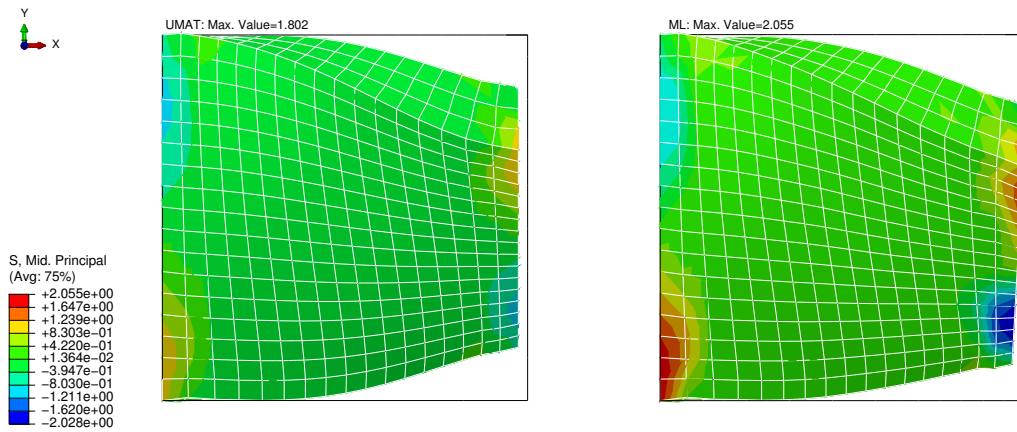 Y
X
UMAT: Max. Value=1.802
ML: Max. Value=2.055
S, Mid. Principal
(Avg: 75%)
+2.055e+00
+1.647e+00
+1.239e+00
+8.303e−01
+4.220e−01
+1.364e−02
−3.947e−01
−8.030e−01
−1.211e+00
−1.620e+00
−2.028e+00